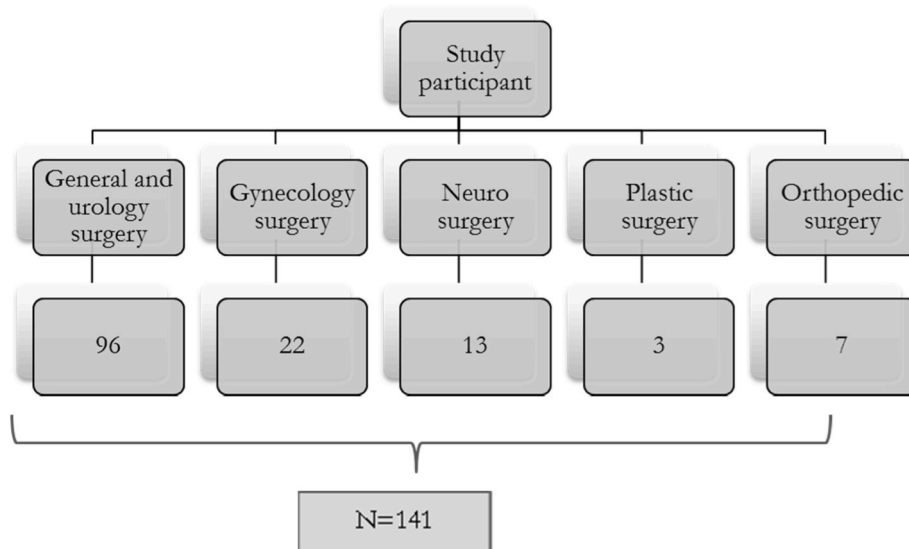 Study
participant
General and
urology surgery
Gynecology
surgery
Neuro
surgery
Plastic
surgery
Orthopedic
surgery
96
22
13
3
7
N=141